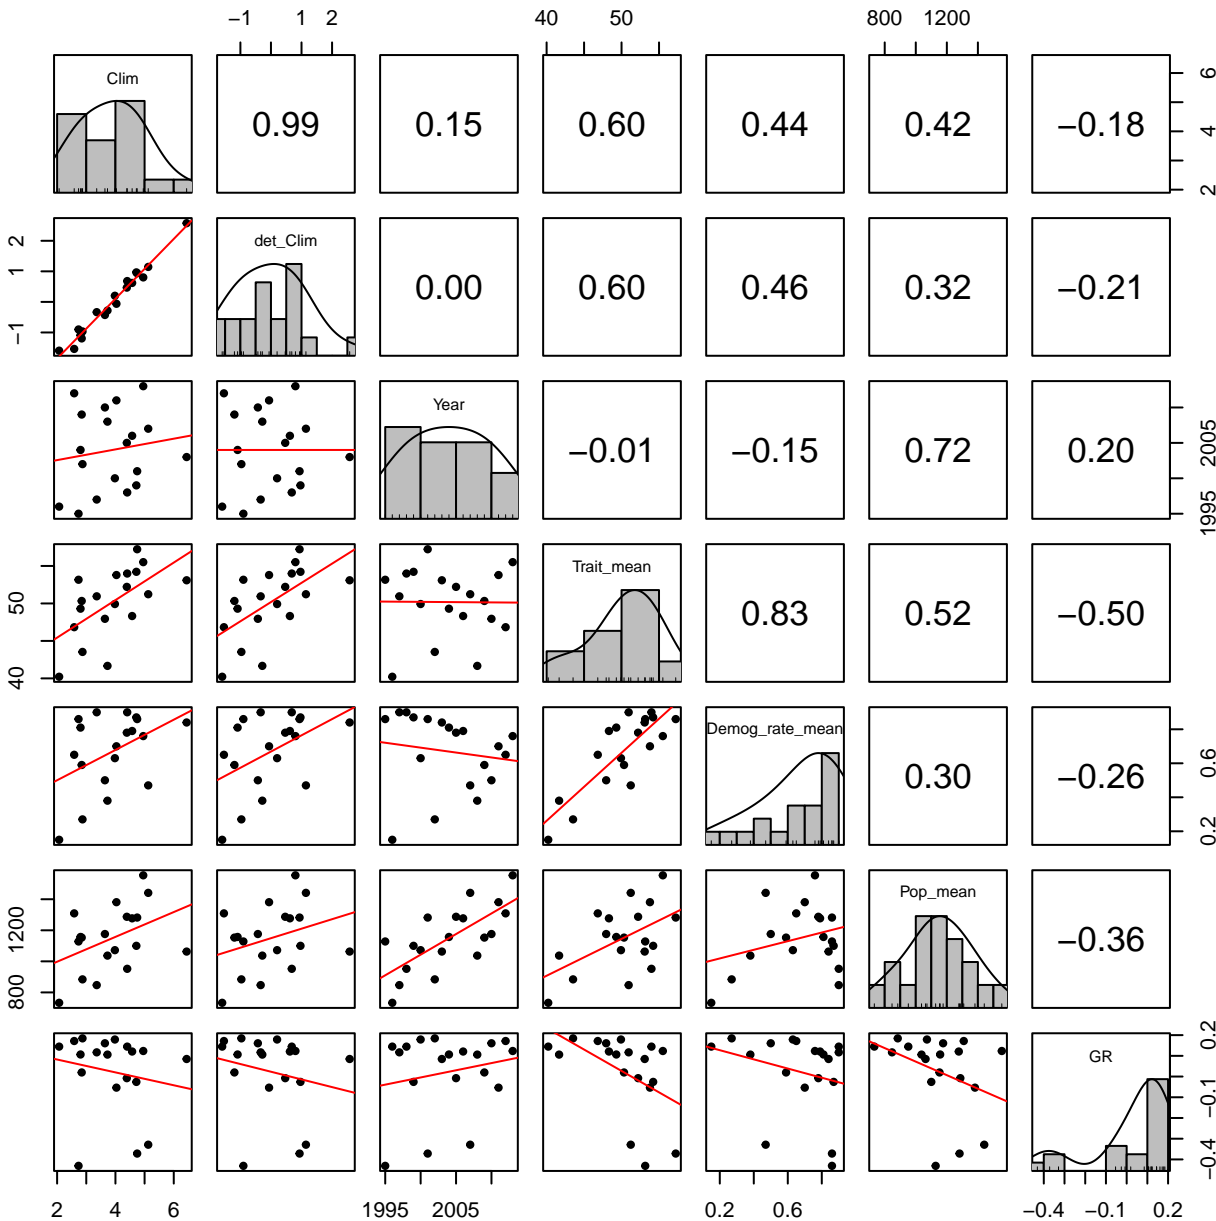 −1 1 2 40 50 800 1200
Clim 0.99 0.15 0.60 0.44 0.42 −0.18 2 4 6
−1 1 2 det_Clim 0.00 0.60 0.46 0.32 −0.21
Year −0.01 −0.15 0.72 0.20 1995 2005
40 50 Trait_mean 0.83 0.52 −0.50
Demog_rate_mean 0.30 −0.26 0.2 0.6
800 1200 Pop_mean −0.36
GR −0.4 −0.1 0.2
2 4 6 1995 2005 0.2 0.6 −0.4 −0.1 0.2